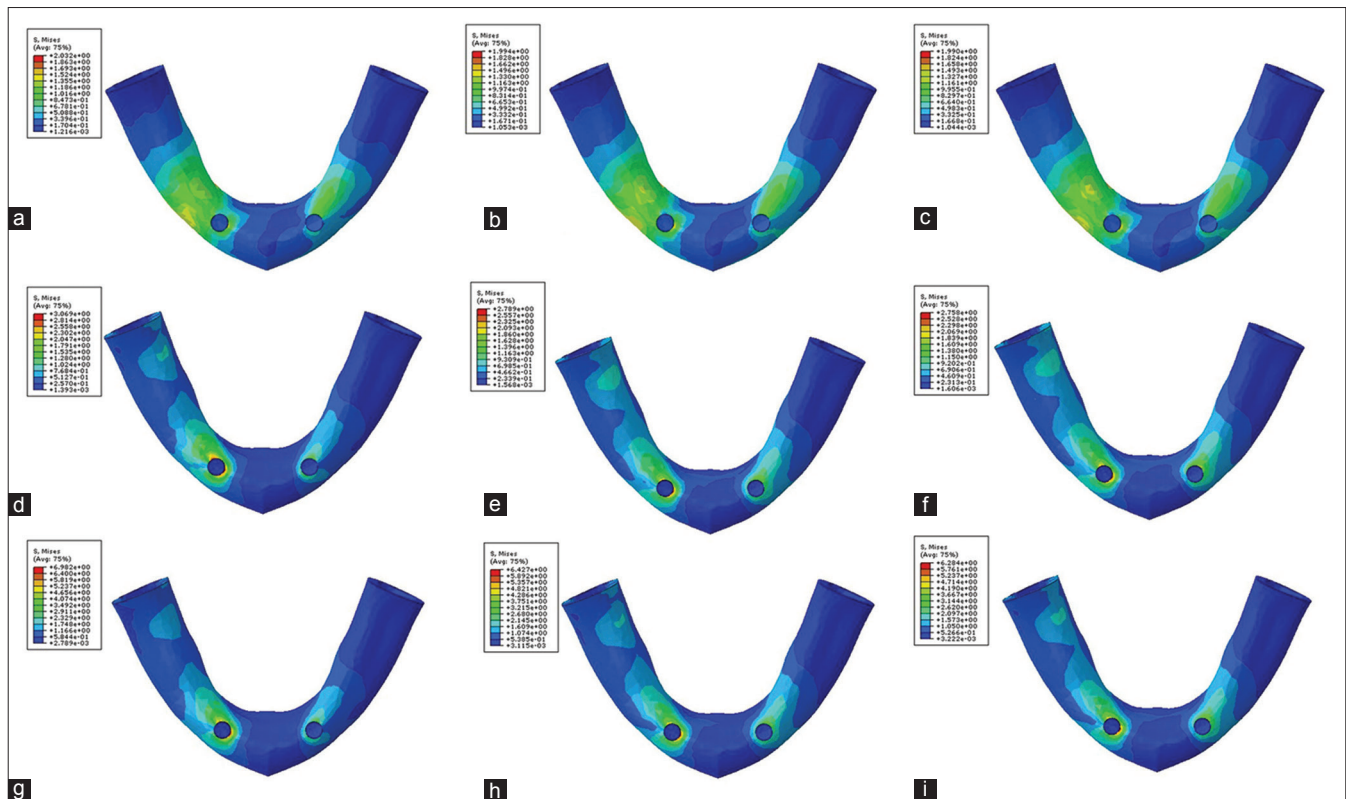 S, Mises
(Avg: 75%)
+2.032e+00
+1.863e+00
+1.693e+00
+1.524e+00
+1.355e+00
+1.186e+00
+1.016e+00
+8.473e-01
+6.781e-01
+5.088e-01
+3.396e-01
+1.704e-01
+1.216e-03
a
S, Mises
(Avg: 75%)
+1.994e+00
+1.828e+00
+1.662e+00
+1.496e+00
+1.330e+00
+1.163e+00
+9.974e-01
+8.314e-01
+6.653e-01
+4.992e-01
+3.332e-01
+1.671e-01
+1.053e-03
b
S, Mises
(Avg: 75%)
+1.990e+00
+1.824e+00
+1.658e+00
+1.493e+00
+1.327e+00
+1.161e+00
+9.955e-01
+8.297e-01
+6.640e-01
+4.983e-01
+3.325e-01
+1.668e-01
+1.044e-03
c
S, Mises
(Avg: 75%)
+3.069e+00
+2.814e+00
+2.558e+00
+2.302e+00
+2.047e+00
+1.791e+00
+1.535e+00
+1.280e+00
+1.024e+00
+7.684e-01
+5.127e-01
+2.570e-01
+1.393e-03
d
S, Mises
(Avg: 75%)
+2.789e+00
+2.557e+00
+2.325e+00
+2.093e+00
+1.860e+00
+1.628e+00
+1.396e+00
+1.163e+00
+9.309e-01
+6.985e-01
+4.662e-01
+2.339e-01
+1.568e-03
e
S, Mises
(Avg: 75%)
+2.758e+00
+2.528e+00
+2.298e+00
+2.069e+00
+1.839e+00
+1.609e+00
+1.380e+00
+1.150e+00
+9.202e-01
+6.906e-01
+4.609e-01
+2.313e-01
+1.606e-03
f
S, Mises
(Avg: 75%)
+6.982e+00
+6.400e+00
+5.819e+00
+5.237e+00
+4.656e+00
+4.074e+00
+3.492e+00
+2.911e+00
+2.329e+00
+1.748e+00
+1.166e+00
+5.844e-01
+2.789e-03
g
S, Mises
(Avg: 75%)
+6.427e+00
+5.892e+00
+5.357e+00
+4.821e+00
+4.286e+00
+3.751e+00
+3.215e+00
+2.680e+00
+2.145e+00
+1.609e+00
+1.074e+00
+5.385e-01
+3.115e-03
h
S, Mises
(Avg: 75%)
+6.284e+00
+5.761e+00
+5.237e+00
+4.714e+00
+4.190e+00
+3.667e+00
+3.144e+00
+2.620e+00
+2.097e+00
+1.573e+00
+1.050e+00
+5.266e-01
+3.222e-03
i